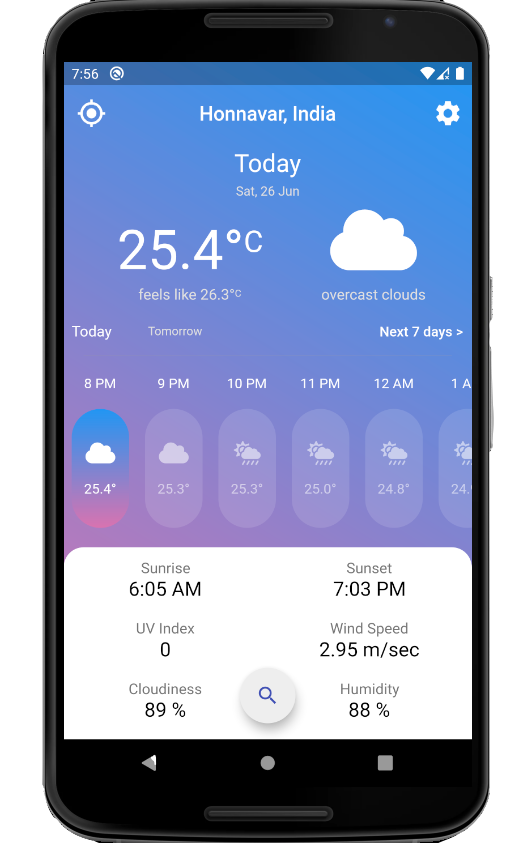 7:56
Honnavar, India
Today
Sat, 26 Jun
25.4°C
feels like 26.3°C
overcast clouds
Today Tomorrow Next 7 days >
8 PM 9 PM 10 PM 11 PM 12 AM 1 A
25.4° 25.3° 25.3° 25.0° 24.8° 24.
Sunrise Sunset
6:05 AM 7:03 PM
UV Index Wind Speed
0 2.95 m/sec
Cloudiness Humidity
89 % 88 %